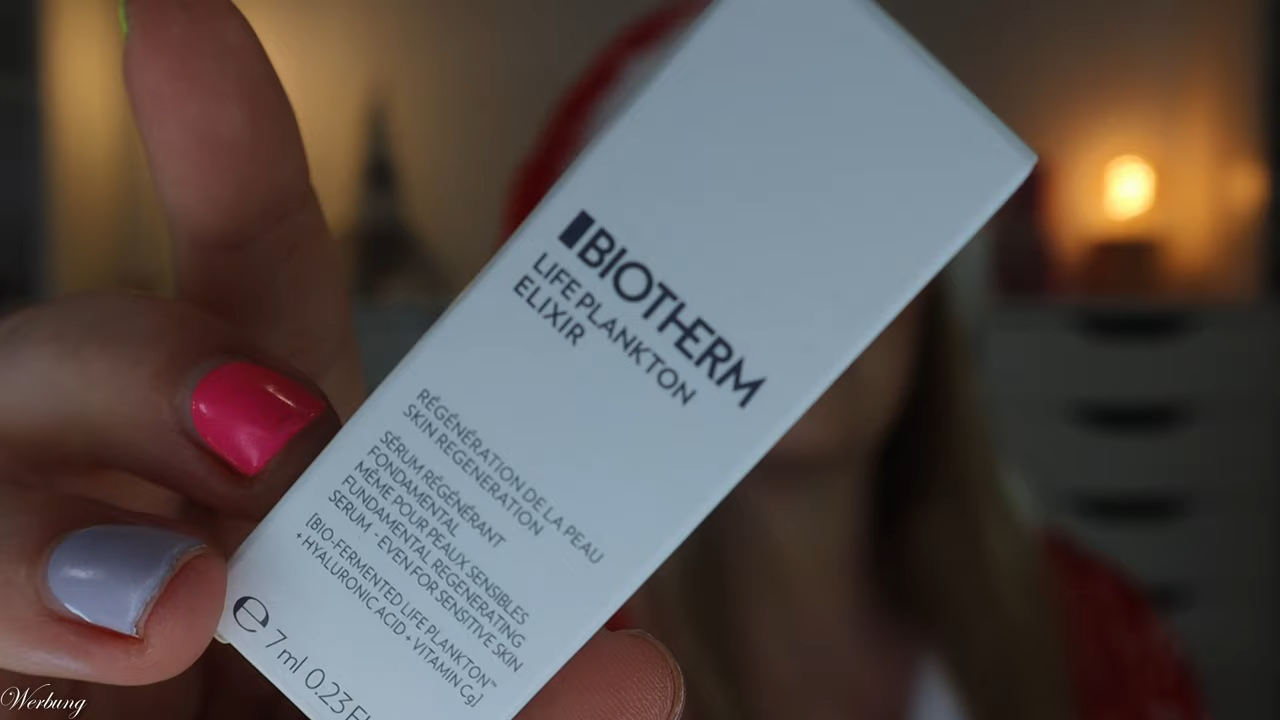 BIOTHERM
LIFE PLANKTON
ELIXIR
RÉGÉNÉRATION DE LA PEAU
SKIN REGENERATION
SÉRUM RÉGÉNÉRANT
FONDAMENTAL
MÊME POUR PEAUX SENSIBLES
FUNDAMENTAL REGENERATING
SERUM - EVEN FOR SENSITIVE SKIN
[BIO-FERMENTED LIFE PLANKTON™
+ HYALURONIC ACID + VITAMIN Cg]
e 7 ml 0.23
Werbung